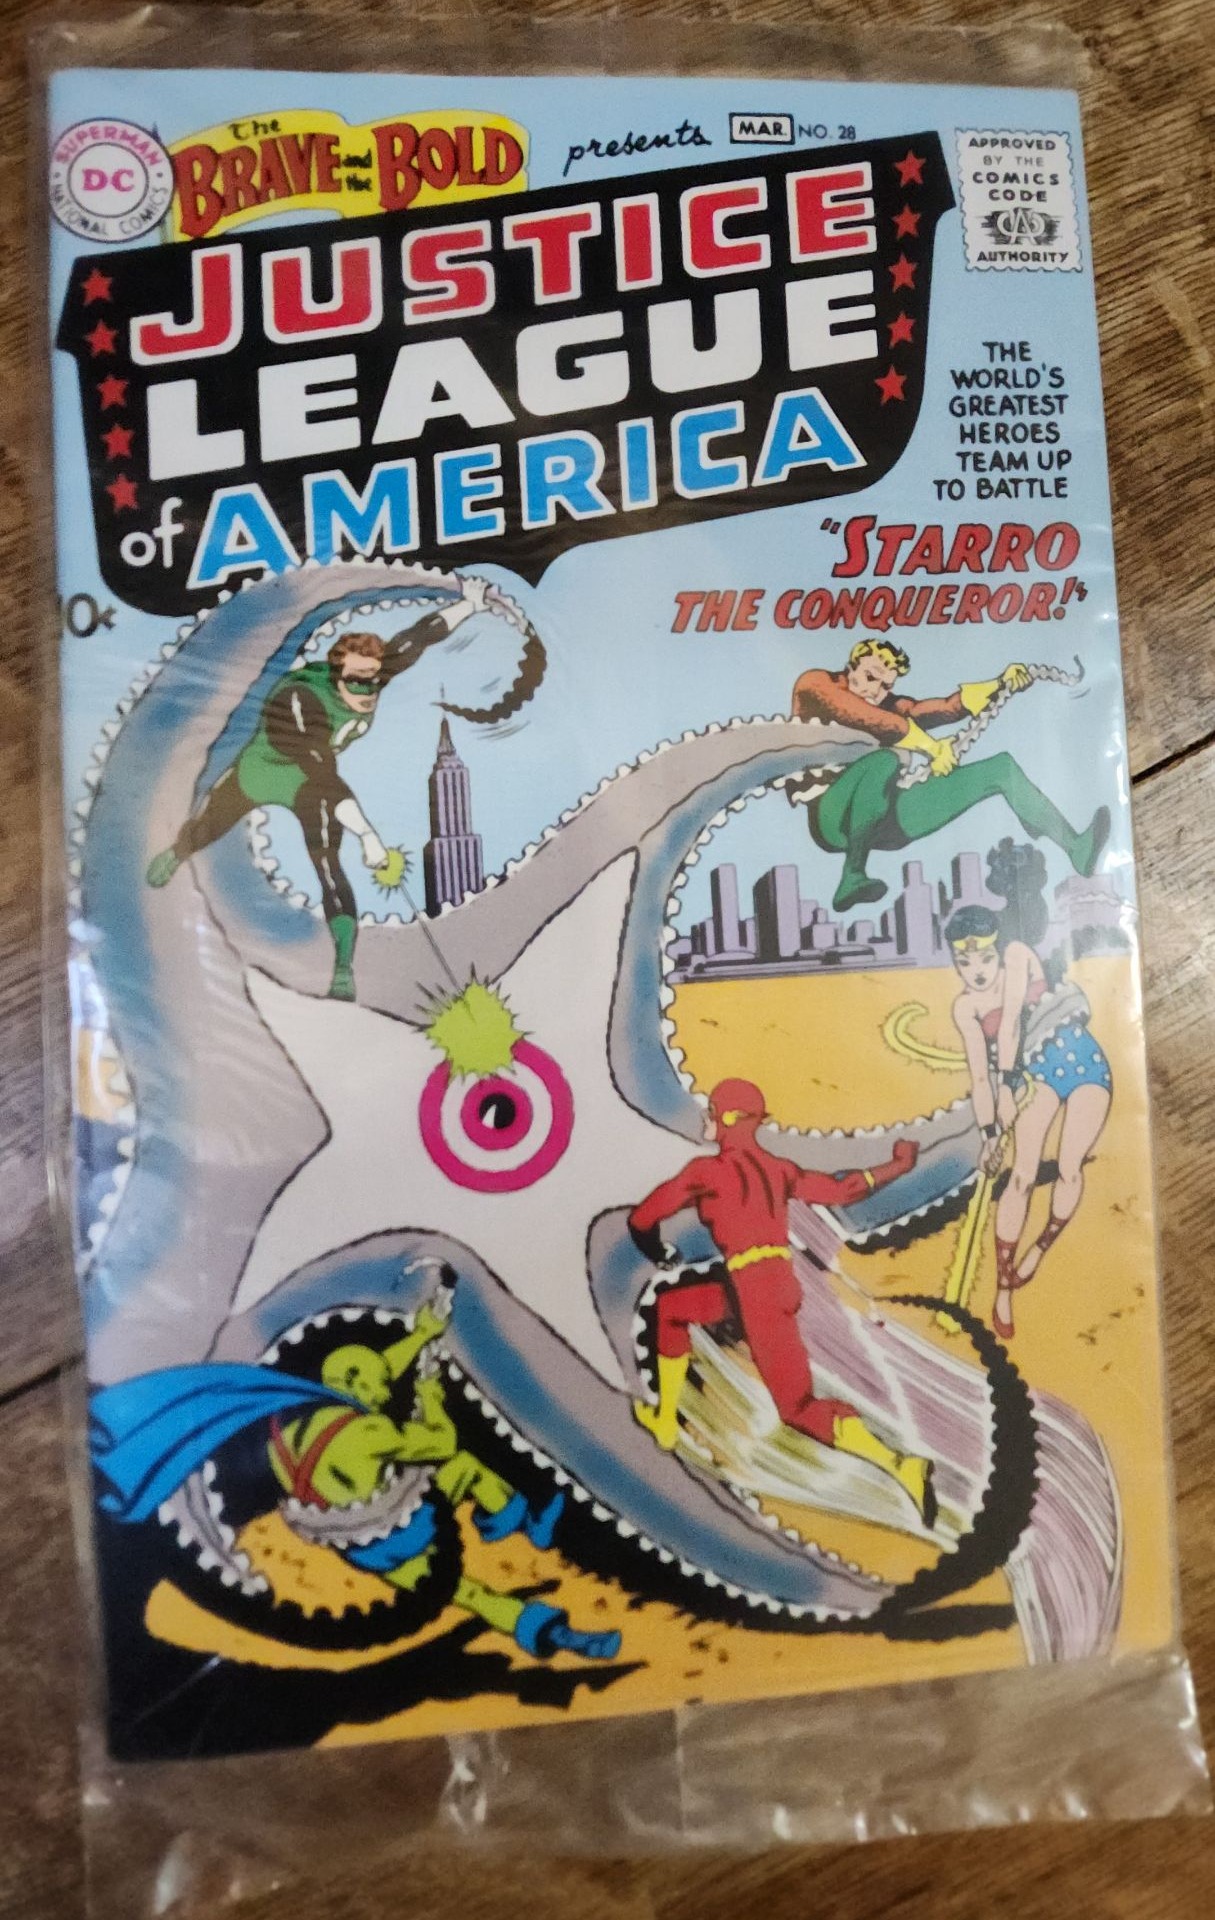 SUPERMAN
DC
NATIONAL COMICS
The
BRAVE and the BOLD
presents
MAR. NO. 28
APPROVED
BY THE
COMICS
CODE
CA
AUTHORITY
JUSTICE
LEAGUE
of AMERICA
10¢
THE
WORLD'S
GREATEST
HEROES
TEAM UP
TO BATTLE
"STARRO
THE CONQUEROR!"